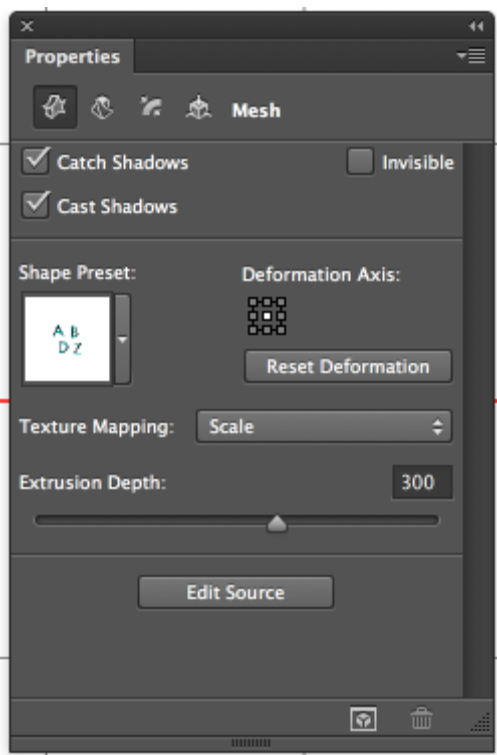 Properties
Mesh
Catch Shadows
Invisible
Cast Shadows
Shape Preset:
Deformation Axis:
A B
D Z
Reset Deformation
Texture Mapping:
Scale
Extrusion Depth:
300
Edit Source